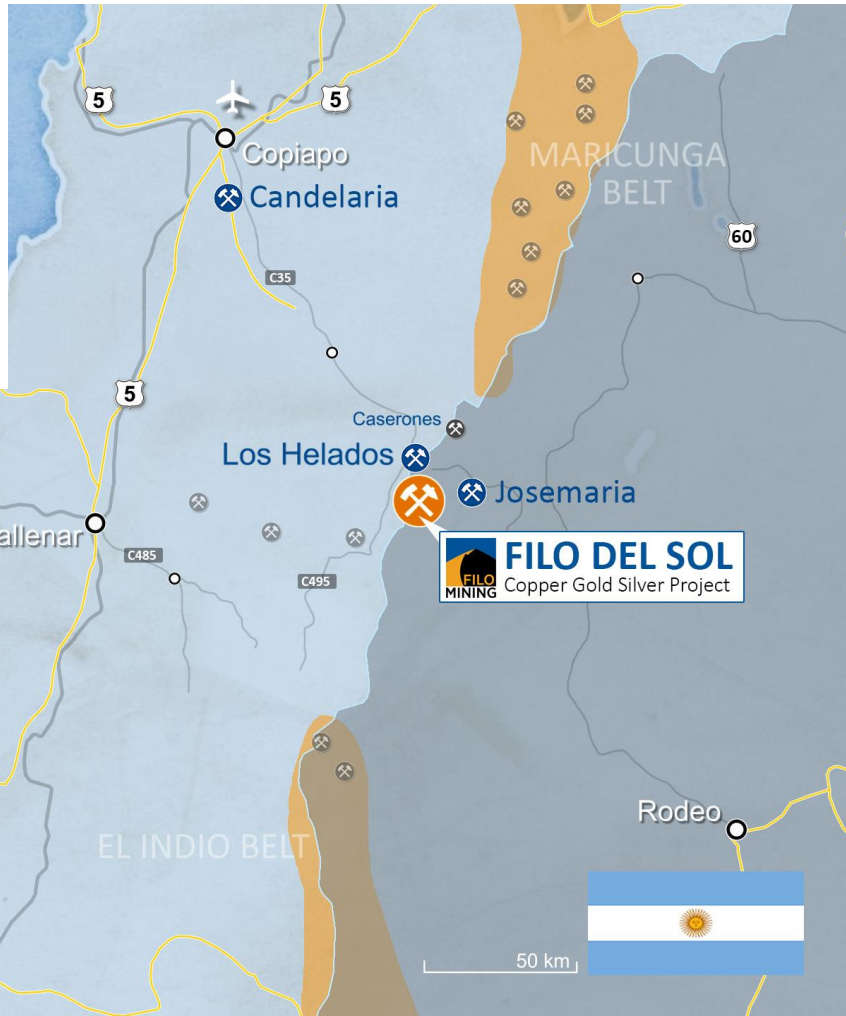 5
5
Copiapo
MARICUNGA
BELT
Candelaria
60
C35
5
Caserones
Los Helados
Josemaria
allenar
FILO DEL SOL
Copper Gold Silver Project
FILO
MINING
C485
C495
Rodeo
EL INDIO BELT
50 km